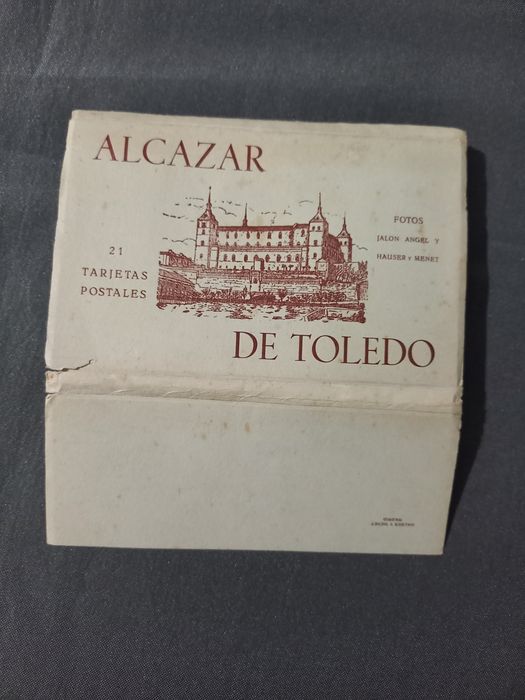 ALCAZAR
21
TARJETAS
POSTALES
FOTOS
JALON ANGEL Y
HAUSER Y MENET
DE TOLEDO